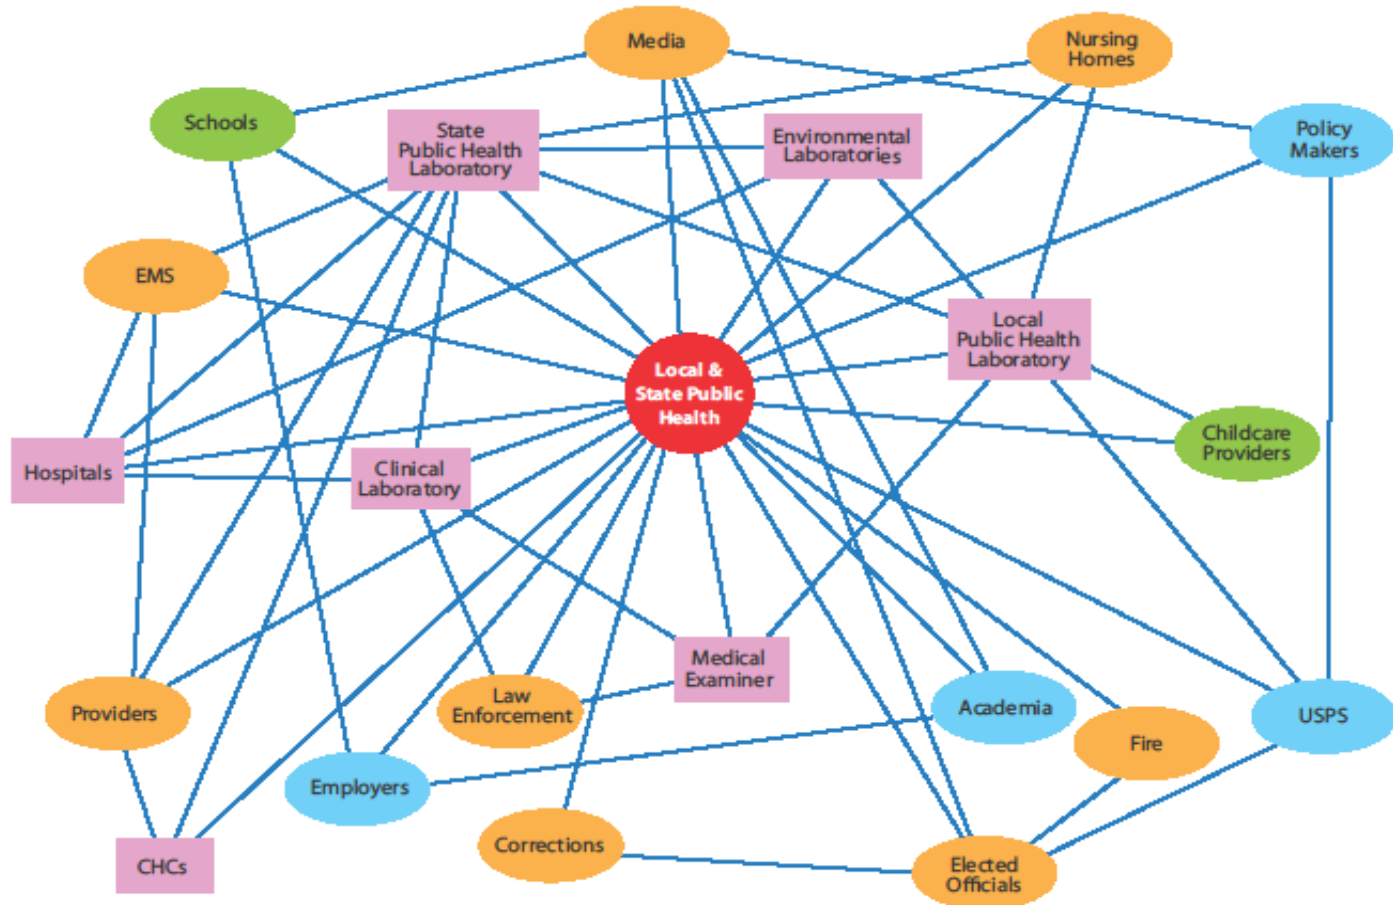 Media
Nursing
Homes
Schools
State
Public Health
Laboratory
Environmental
Laboratories
Policy
Makers
EMS
Local
Public Health
Laboratory
Local &
State Public
Health
Childcare
Providers
Hospitals
Clinical
Laboratory
Medical
Examiner
Providers
Law
Enforcement
Academia
USPS
Fire
Employers
Corrections
CHCs
Elected
Officials